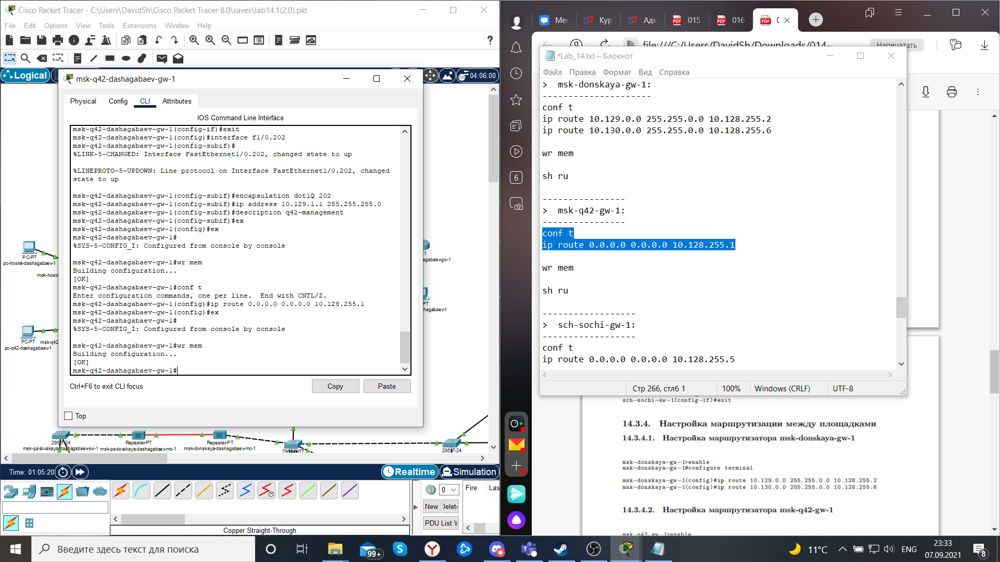 Cisco Packet Tracer - C:\Users\DavidSh\Cisco Packet Tracer 8.0\saves\lab14.1(2.0).pkt
File Edit Options View Tools Extensions Window Help
Logical
04:06:00
msk-q42-dashagabaev-gw-1
Physical Config CLI Attributes
IOS Command Line Interface
msk-q42-dashagabaev-gw-1(config-if)#exit
msk-q42-dashagabaev-gw-1(config)#interface f1/0.202
msk-q42-dashagabaev-gw-1(config-subif)#
%LINK-5-CHANGED: Interface FastEthernet1/0.202, changed state to up
%LINEPROTO-5-UPDOWN: Line protocol on Interface FastEthernet1/0.202, changed
state to up
msk-q42-dashagabaev-gw-1(config-subif)#encapsulation dot1Q 202
msk-q42-dashagabaev-gw-1(config-subif)#ip address 10.129.1.1 255.255.255.0
msk-q42-dashagabaev-gw-1(config-subif)#description q42-management
msk-q42-dashagabaev-gw-1(config-subif)#ex
msk-q42-dashagabaev-gw-1(config)#ex
msk-q42-dashagabaev-gw-1#
%SYS-5-CONFIG_I: Configured from console by console
msk-q42-dashagabaev-gw-1#wr mem
Building configuration...
[OK]
msk-q42-dashagabaev-gw-1#conf t
Enter configuration commands, one per line.  End with CNTL/Z.
msk-q42-dashagabaev-gw-1(config)#ip route 0.0.0.0 0.0.0.0 10.128.255.1
msk-q42-dashagabaev-gw-1(config)#ex
msk-q42-dashagabaev-gw-1#
%SYS-5-CONFIG_I: Configured from console by console
msk-q42-dashagabaev-gw-1#wr mem
Building configuration...
[OK]
msk-q42-dashagabaev-gw-1#
Ctrl+F6 to exit CLI focus
Copy
Paste
Top
PC-PT
pc-hostel-dashagabaev-1
msk-hoste
PC-PT
msk-q42
pc-q42-dashagabaev-1
1
agabaev-gw-1
PT
hagabaev-1
2950T-24
msk-pavlovskaya-dashagabaev-sw-1
Repeater-PT
msk-pavlovskaya-dashagabaev-mc-1
Repeater-PT
msk-donskaya-dashagabaev-mc-1
2950T-24
Time: 01:05:20
Realtime
Simulation
0
Fire Las
New
Delete
PDU List W
Copper Straight-Through
Мес
Кур
Адм
015
016
0
file:///C:/Users/DavidSh/Downloads/014-
Напечатать
6
*Lab_14.txt – Блокнот
Файл Правка Формат Вид Справка
>  msk-donskaya-gw-1:
---------------------
conf t
ip route 10.129.0.0 255.255.0.0 10.128.255.2
ip route 10.130.0.0 255.255.0.0 10.128.255.6
wr mem
sh ru
----------------
>  msk-q42-gw-1:
----------------
conf t
ip route 0.0.0.0 0.0.0.0 10.128.255.1
wr mem
sh ru
------------------
>  sch-sochi-gw-1:
------------------
conf t
ip route 0.0.0.0 0.0.0.0 10.128.255.5
Стр 266, стлб 1
100%
Windows (CRLF)
UTF-8
sch-sochi-sw-1(config-if)#exit
14.3.4. Настройка маршрутизации между площадками
14.3.4.1. Настройка маршрутизатора msk-donskaya-gw-1
msk-donskaya-gw-1>enable
msk-donskaya-gw-1#configure terminal
msk-donskaya-gw-1(config)#ip route 10.129.0.0 255.255.0.0 10.128.255.2
msk-donskaya-gw-1(config)#ip route 10.130.0.0 255.255.0.0 10.128.255.6
14.3.4.2. Настройка маршрутизатора msk-q42-gw-1
msk-q42-gw-1>enable
Введите здесь текст для поиска
99+
11°C
ENG
23:33
07.09.2021
8